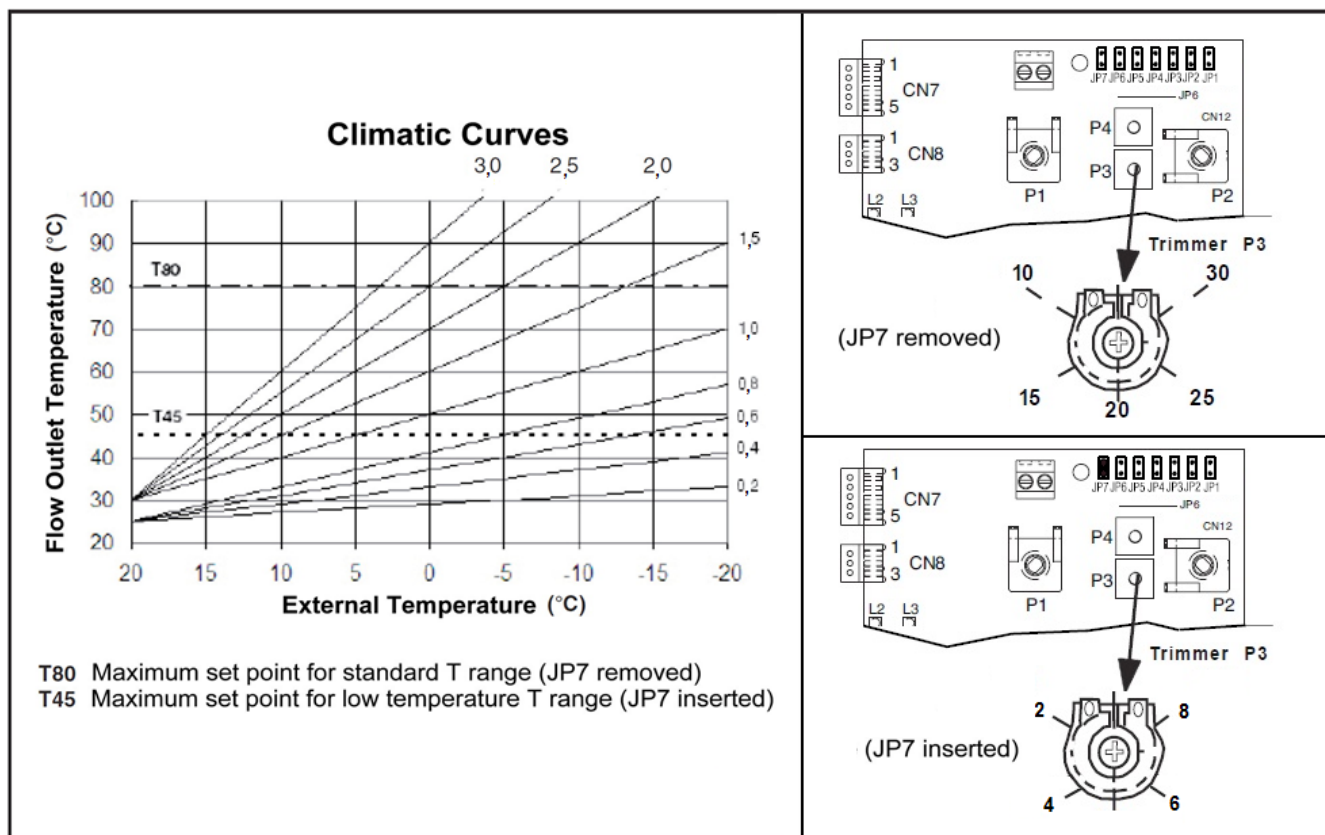 Climatic Curves
3,0 2,5 2,0
1,5
1,0
0,8
0,6
0,4
0,2
Flow Outlet Temperature (°C)
100
90
80
70
60
50
40
30
20
T80
T45
20 15 10 5 0 -5 -10 -15 -20
External Temperature (°C)
T80 Maximum set point for standard T range (JP7 removed)
T45 Maximum set point for low temperature T range (JP7 inserted)
1
5
CN7
1
3
CN8
L2 L3
JP7 JP6 JP5 JP4 JP3 JP2 JP1
JP6
CN12
P4
P3
P1
P2
Trimmer P3
10 30
(JP7 removed)
15 20 25
1
5
CN7
1
3
CN8
L2 L3
JP7 JP6 JP5 JP4 JP3 JP2 JP1
JP6
CN12
P4
P3
P1
P2
Trimmer P3
2 8
(JP7 inserted)
4 6